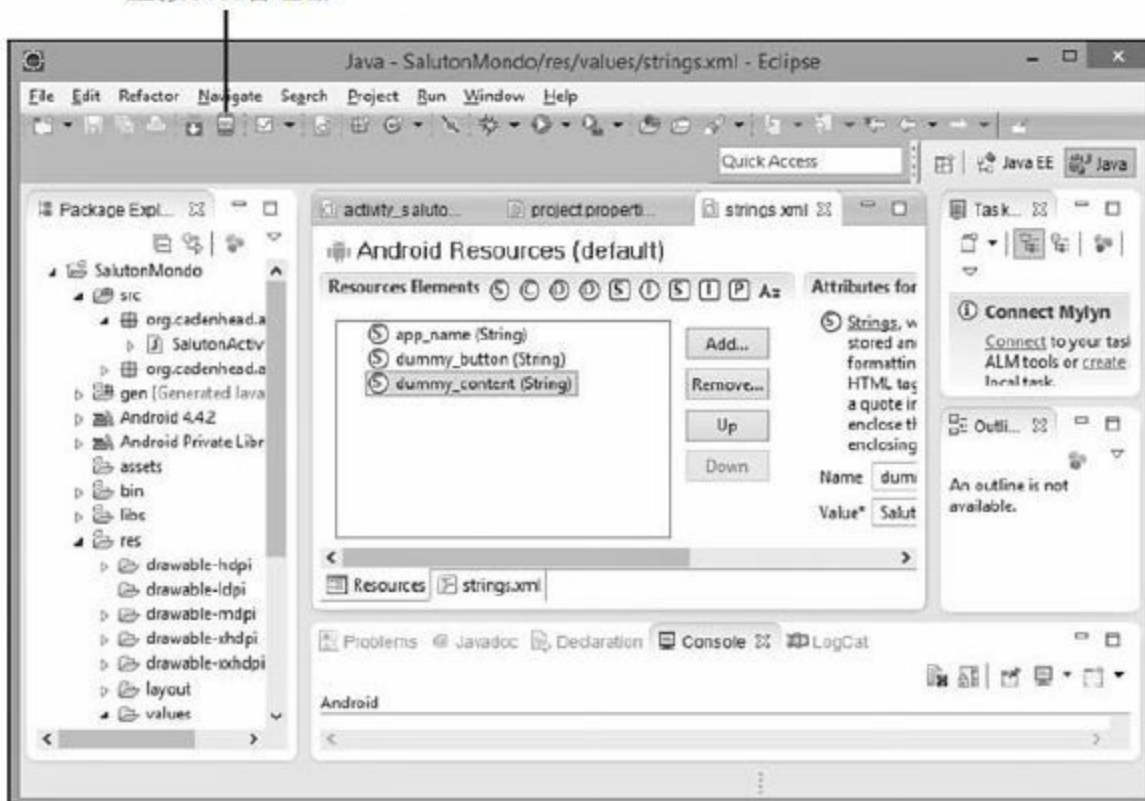 Java - SalutonMondo/res/values/strings.xml - Eclipse
File Edit Refactor Navigate Search Project Run Window Help
Quick Access
Java EE
Java
Package Expl...
SalutonMondo
src
org.cadenhead.a
SalutonActiv
org.cadenhead.a
gen [Generated Java
Android 4.4.2
Android Private Libr
assets
bin
libs
res
drawable-hdpi
drawable-ldpi
drawable-mdpi
drawable-xhdpi
drawable-xxhdpi
layout
values
activity_saluto...
project.properti...
strings.xml
Android Resources (default)
Resources Elements S C D D S I S I P Az
app_name (String)
dummy_button (String)
dummy_content (String)
Add...
Remove...
Up
Down
Attributes for
Strings, w
stored and
formattin
HTML tag
a quote ir
enclose th
enclosing
Name dumi
Value* Salut
Resources
strings.xml
Task...
Connect Mylyn
Connect to your tasl
ALM tools or create
local task.
Outli...
An outline is not
available.
Problems @ Javadoc Declaration Console LogCat
Android